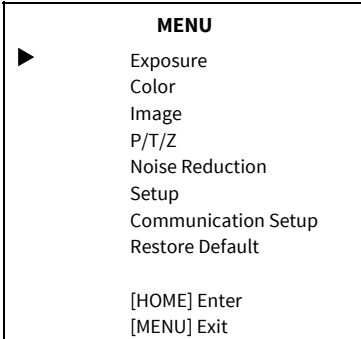 MENU
Exposure
Color
Image
P/T/Z
Noise Reduction
Setup
Communication Setup
Restore Default
[HOME] Enter
[MENU] Exit